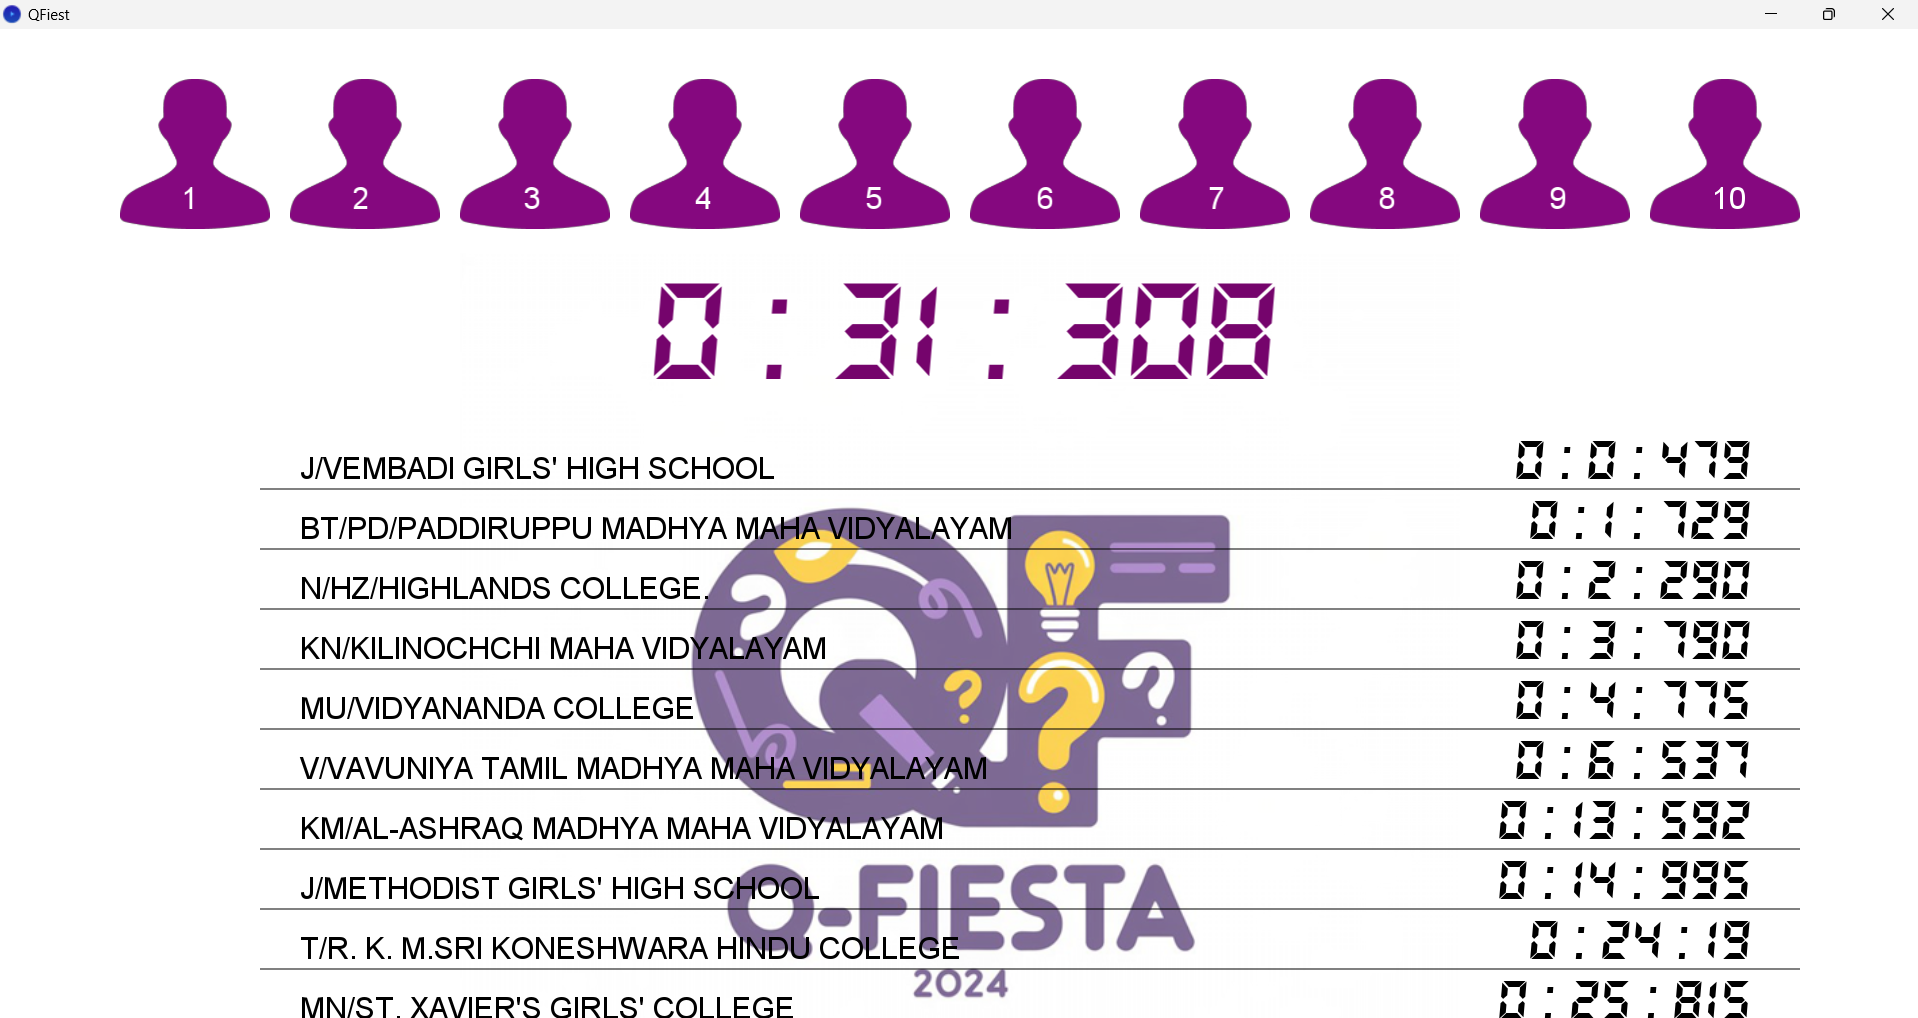 QFiest
1 2 3 4 5 6 7 8 9 10
0 : 31 : 308
J/VEMBADI GIRLS' HIGH SCHOOL 0 : 0 : 479
BT/PD/PADDIRUPPU MADHYA MAHA VIDYALAYAM 0 : 1 : 729
N/HZ/HIGHLANDS COLLEGE. 0 : 2 : 290
KN/KILINOCHCHI MAHA VIDYALAYAM 0 : 3 : 790
MU/VIDYANANDA COLLEGE 0 : 4 : 775
V/VAVUNIYA TAMIL MADHYA MAHA VIDYALAYAM 0 : 6 : 537
KM/AL-ASHRAQ MADHYA MAHA VIDYALAYAM 0 : 13 : 592
J/METHODIST GIRLS' HIGH SCHOOL 0 : 14 : 995
T/R. K. M.SRI KONESHWARA HINDU COLLEGE 0 : 24 : 19
MN/ST. XAVIER'S GIRLS' COLLEGE 0 : 25 : 815
QF
Q-FIESTA
2024